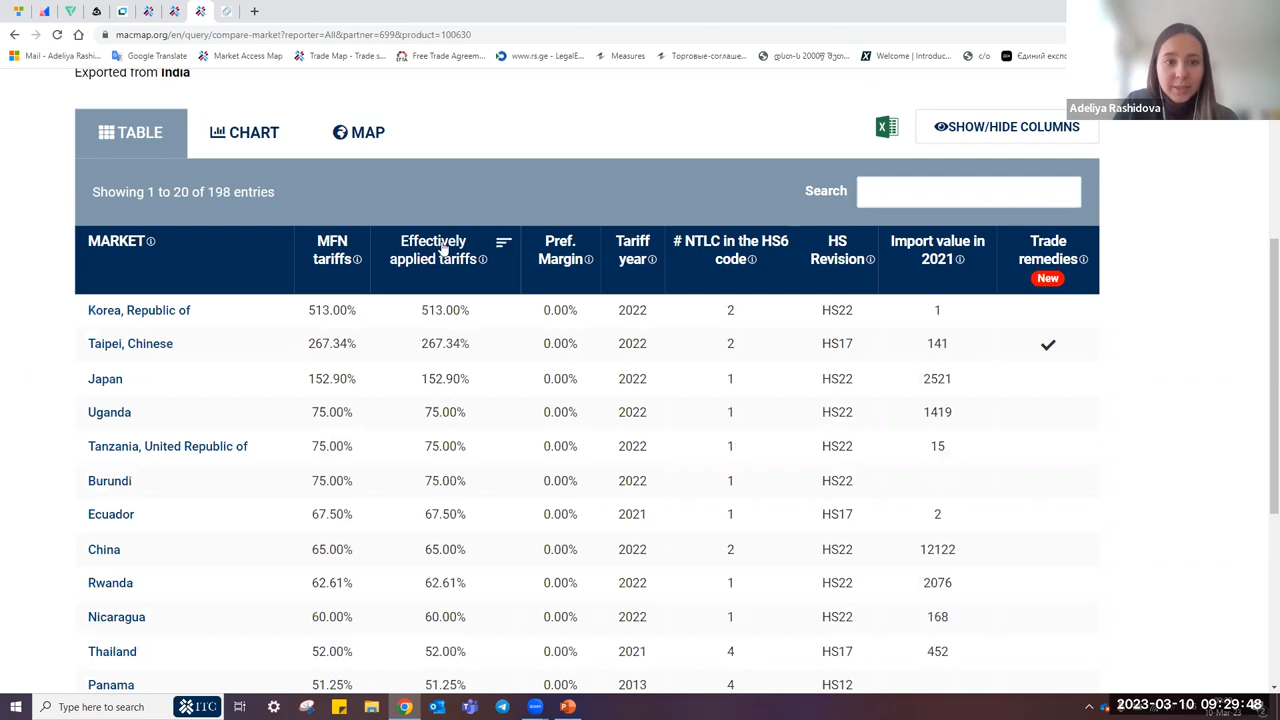 macmap.org/en/query/compare-market?reporter=All&partner=699&product=100630
Mail - Adeliya Rashi...
Google Translate
Market Access Map
Trade Map - Trade st...
Free Trade Agreem...
www.rs.ge - LegalE...
Measures
Торговые-соглаше...
Welcome | Introduc...
c/o
Exported from India
Adeliya Rashidova
TABLE
CHART
MAP
SHOW/HIDE COLUMNS
Showing 1 to 20 of 198 entries
Search
MARKET MFN tariffs Effectively applied tariffs Pref. Margin Tariff year # NTLC in the HS6 code HS Revision Import value in 2021 Trade remedies New
Korea, Republic of 513.00% 513.00% 0.00% 2022 2 HS22 1
Taipei, Chinese 267.34% 267.34% 0.00% 2022 2 HS17 141
Japan 152.90% 152.90% 0.00% 2022 1 HS22 2521
Uganda 75.00% 75.00% 0.00% 2022 1 HS22 1419
Tanzania, United Republic of 75.00% 75.00% 0.00% 2022 1 HS22 15
Burundi 75.00% 75.00% 0.00% 2022 1 HS22
Ecuador 67.50% 67.50% 0.00% 2021 1 HS17 2
China 65.00% 65.00% 0.00% 2022 2 HS22 12122
Rwanda 62.61% 62.61% 0.00% 2022 1 HS22 2076
Nicaragua 60.00% 60.00% 0.00% 2022 1 HS22 168
Thailand 52.00% 52.00% 0.00% 2021 4 HS17 452
Panama 51.25% 51.25% 0.00% 2013 4 HS12
Type here to search
ITC
2023-03-10 09:29:48